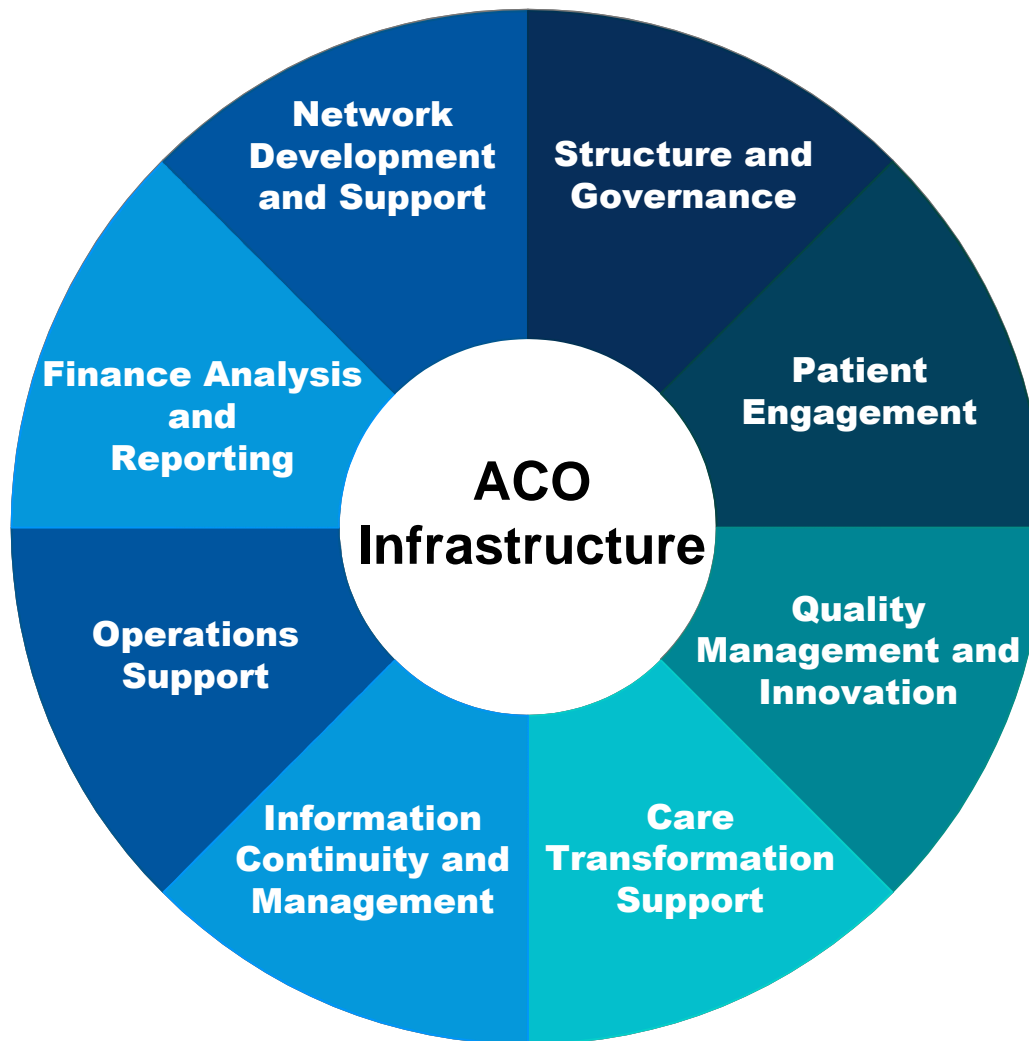 Network
Development
and Support
Structure and
Governance
Patient
Engagement
Quality
Management and
Innovation
Care
Transformation
Support
Information
Continuity and
Management
Operations
Support
Finance Analysis
and
Reporting
ACO
Infrastructure